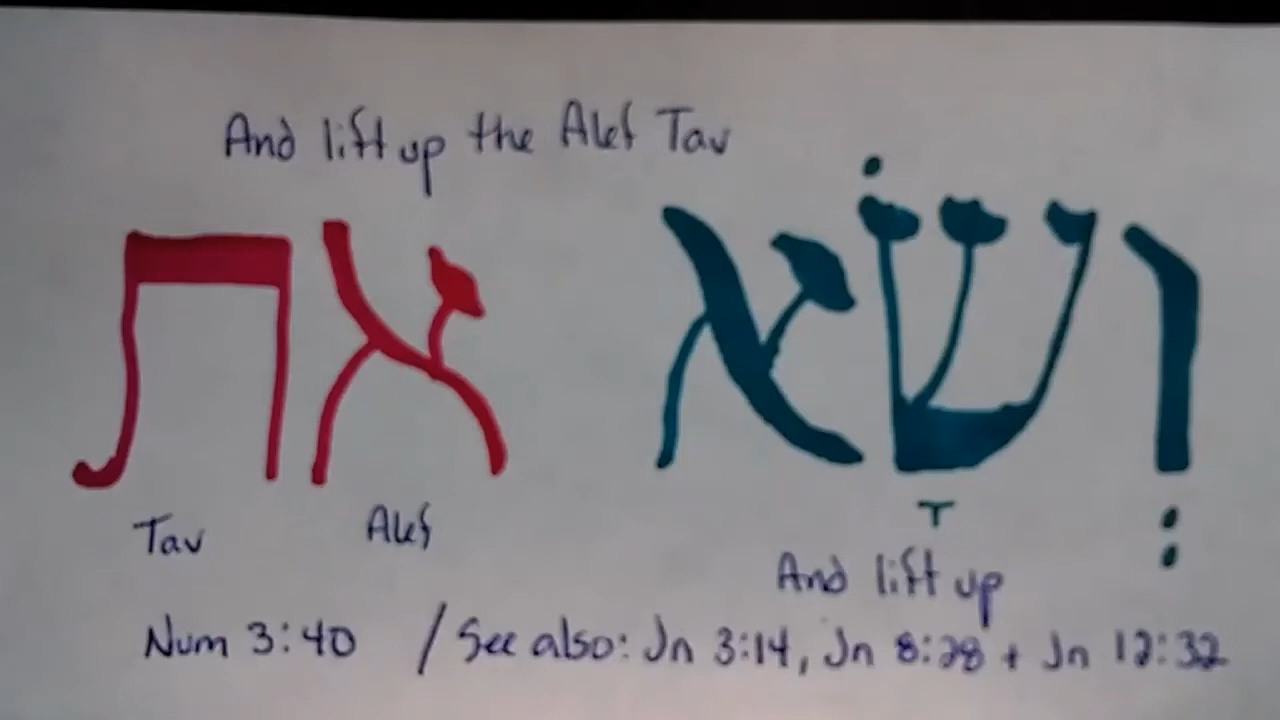 And lift up the Alef Tav
וְשָׂא את
Tav Alef
And lift up
Num 3:40 / See also: Jn 3:14, Jn 8:28 + Jn 12:32